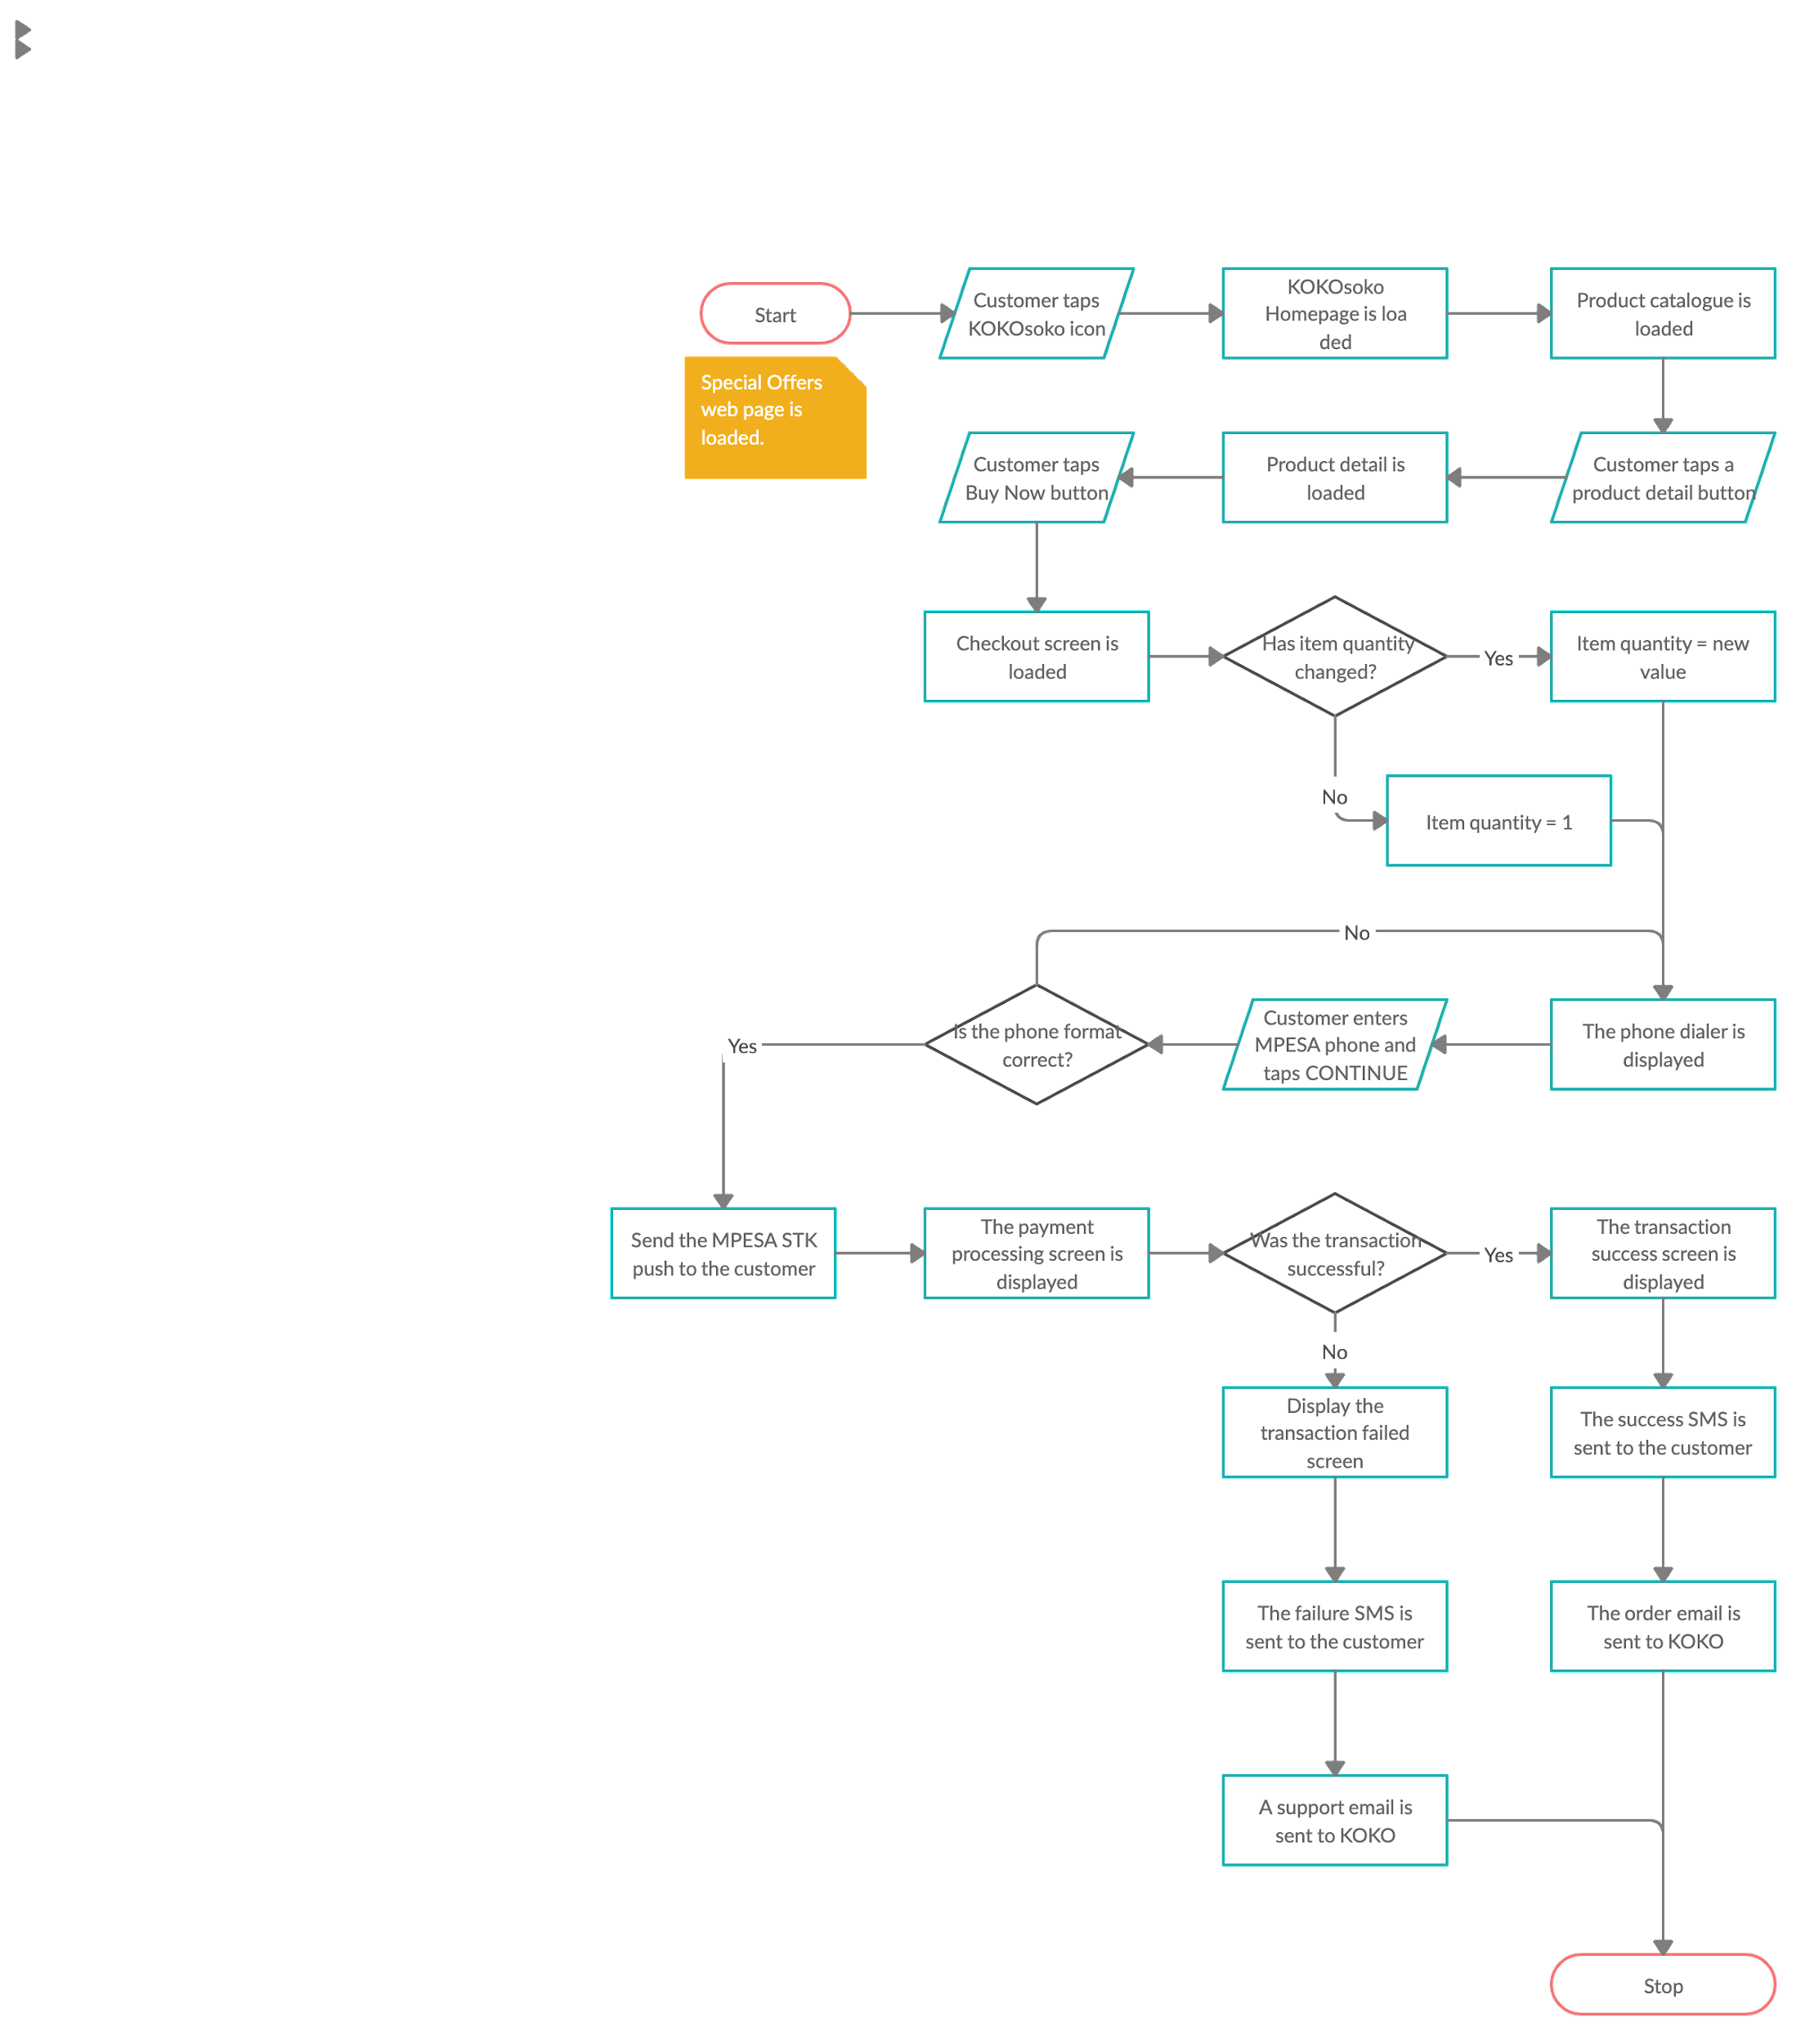 Start
Customer taps
KOKOsoko icon
KOKOsoko
Homepage is loa
ded
Product catalogue is
loaded
Special Offers
web page is
loaded.
Customer taps
Buy Now button
Product detail is
loaded
Customer taps a
product detail button
Checkout screen is
loaded
Has item quantity
changed?
Yes
Item quantity = new
value
No
Item quantity = 1
No
Yes
Is the phone format
correct?
Customer enters
MPESA phone and
taps CONTINUE
The phone dialer is
displayed
Send the MPESA STK
push to the customer
The payment
processing screen is
displayed
Was the transaction
successful?
Yes
The transaction
success screen is
displayed
No
Display the
transaction failed
screen
The success SMS is
sent to the customer
The failure SMS is
sent to the customer
The order email is
sent to KOKO
A support email is
sent to KOKO
Stop